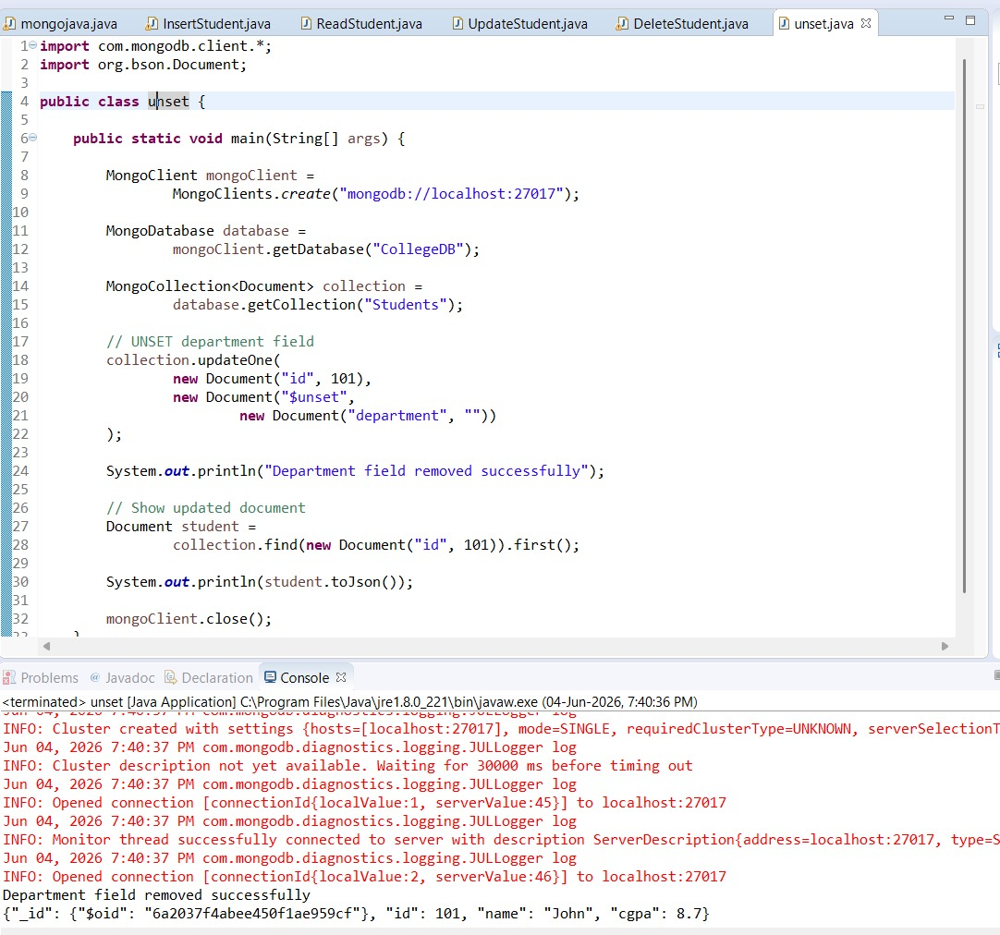 mongojava.java InsertStudent.java ReadStudent.java UpdateStudent.java DeleteStudent.java unset.java
1 import com.mongodb.client.*;
2 import org.bson.Document;
3
4 public class unset {
5
6 public static void main(String[] args) {
7
8 MongoClient mongoClient =
9 MongoClients.create("mongodb://localhost:27017");
10
11 MongoDatabase database =
12 mongoClient.getDatabase("CollegeDB");
13
14 MongoCollection<Document> collection =
15 database.getCollection("Students");
16
17 // UNSET department field
18 collection.updateOne(
19 new Document("id", 101),
20 new Document("$unset",
21 new Document("department", ""))
22 );
23
24 System.out.println("Department field removed successfully");
25
26 // Show updated document
27 Document student =
28 collection.find(new Document("id", 101)).first();
29
30 System.out.println(student.toJson());
31
32 mongoClient.close();
Problems @ Javadoc Declaration Console
<terminated> unset [Java Application] C:\Program Files\Java\jre1.8.0_221\bin\javaw.exe (04-Jun-2026, 7:40:36 PM)
Jun 04, 2026 7:40:37 PM com.mongodb.diagnostics.logging.JULLogger log
INFO: Cluster created with settings {hosts=[localhost:27017], mode=SINGLE, requiredClusterType=UNKNOWN, serverSelectionT
Jun 04, 2026 7:40:37 PM com.mongodb.diagnostics.logging.JULLogger log
INFO: Cluster description not yet available. Waiting for 30000 ms before timing out
Jun 04, 2026 7:40:37 PM com.mongodb.diagnostics.logging.JULLogger log
INFO: Opened connection [connectionId{localValue:1, serverValue:45}] to localhost:27017
Jun 04, 2026 7:40:37 PM com.mongodb.diagnostics.logging.JULLogger log
INFO: Monitor thread successfully connected to server with description ServerDescription{address=localhost:27017, type=S
Jun 04, 2026 7:40:37 PM com.mongodb.diagnostics.logging.JULLogger log
INFO: Opened connection [connectionId{localValue:2, serverValue:46}] to localhost:27017
Department field removed successfully
{"_id": {"$oid": "6a2037f4abee450f1ae959cf"}, "id": 101, "name": "John", "cgpa": 8.7}